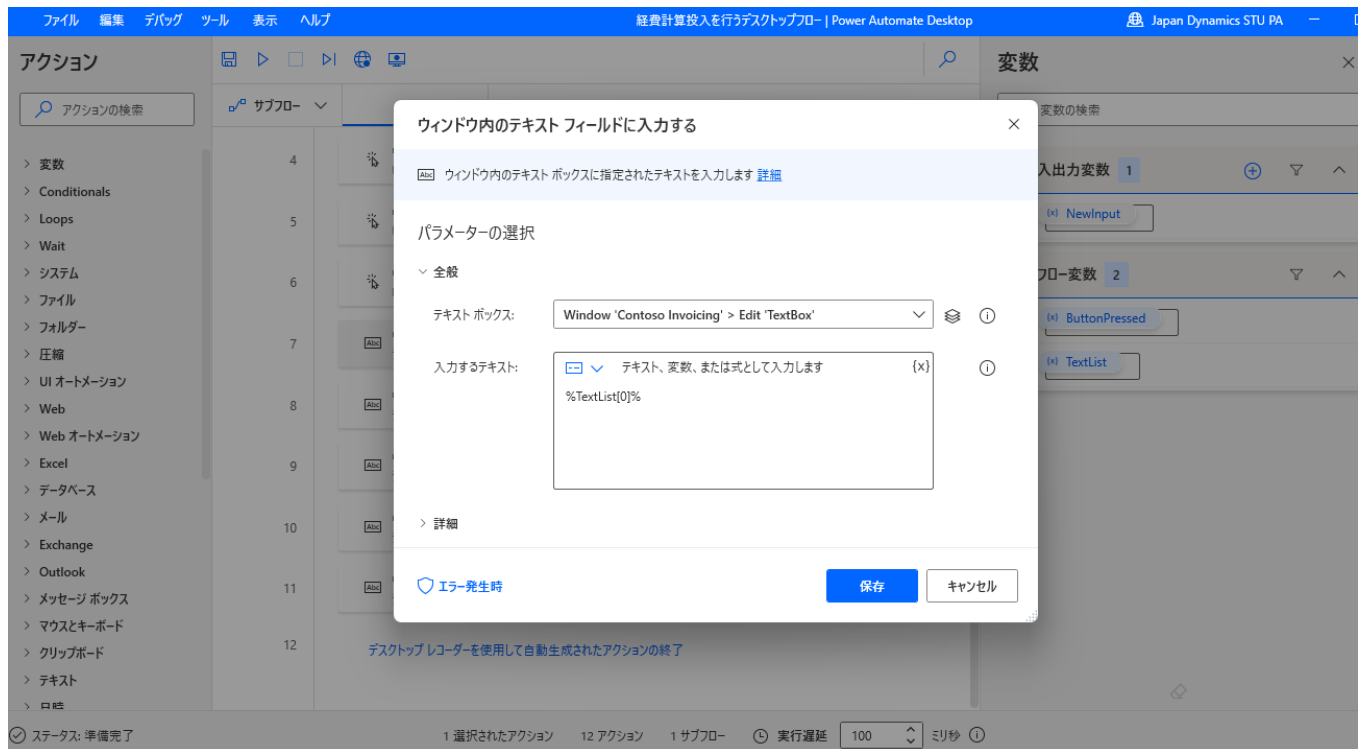 ファイル 編集 デバッグ ツール 表示 ヘルプ 経費計算投入を行うデスクトップフロー | Power Automate Desktop Japan Dynamics STU PA
アクション
アクションの検索
変数
Conditionals
Loops
Wait
システム
ファイル
フォルダー
圧縮
UI オートメーション
Web
Web オートメーション
Excel
データベース
メール
Exchange
Outlook
メッセージ ボックス
マウスとキーボード
クリップボード
テキスト
日時
サブフロー
4
5
6
7
Abc
8
Abc
9
Abc
10
Abc
11
Abc
12 デスクトップ レコーダーを使用して自動生成されたアクションの終了
ウィンドウ内のテキスト フィールドに入力する
Abc ウィンドウ内のテキスト ボックスに指定されたテキストを入力します 詳細
パラメーターの選択
全般
テキスト ボックス: Window 'Contoso Invoicing' > Edit 'TextBox'
入力するテキスト: テキスト、変数、または式として入力します {x}
%TextList[0]%
詳細
エラー発生時 保存 キャンセル
変数
変数の検索
入出力変数 1
{x} NewInput
フロー変数 2
{x} ButtonPressed
{x} TextList
ステータス: 準備完了 1 選択されたアクション 12 アクション 1 サブフロー 実行遅延 100 ミリ秒